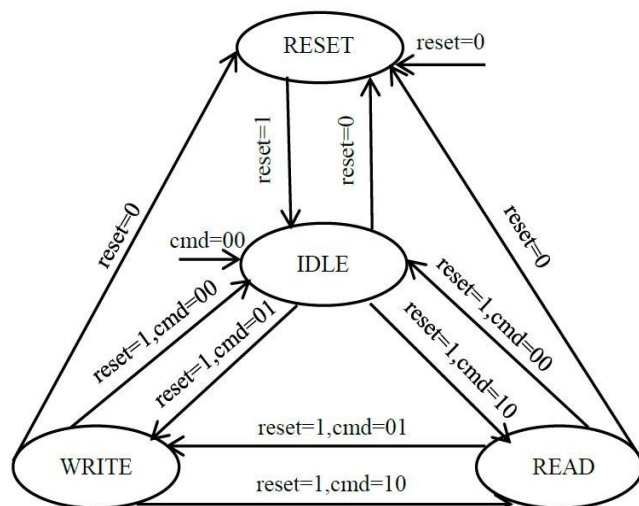 RESET
reset=0
reset=1
reset=0
reset=0
reset=0
cmd=00
IDLE
reset=1,cmd=00
reset=1,cmd=01
reset=1,cmd=10
reset=1,cmd=00
reset=1,cmd=01
WRITE
READ
reset=1,cmd=10